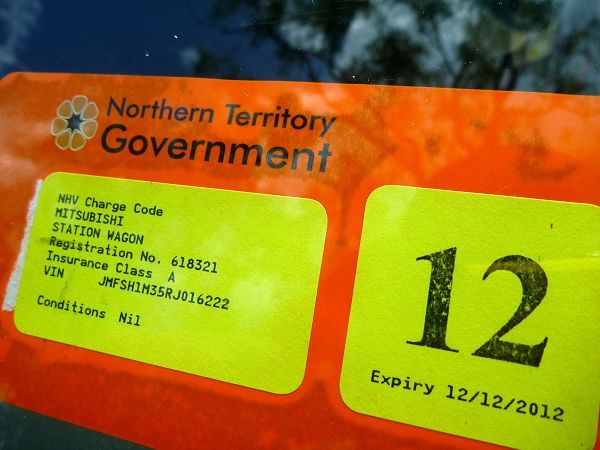 Northern Territory
Government
NHV Charge Code
MITSUBISHI
STATION WAGON
Registration No. 618321
Insurance Class A
VIN JMFSH1M35RJ016222
Conditions Nil
12
Expiry 12/12/2012